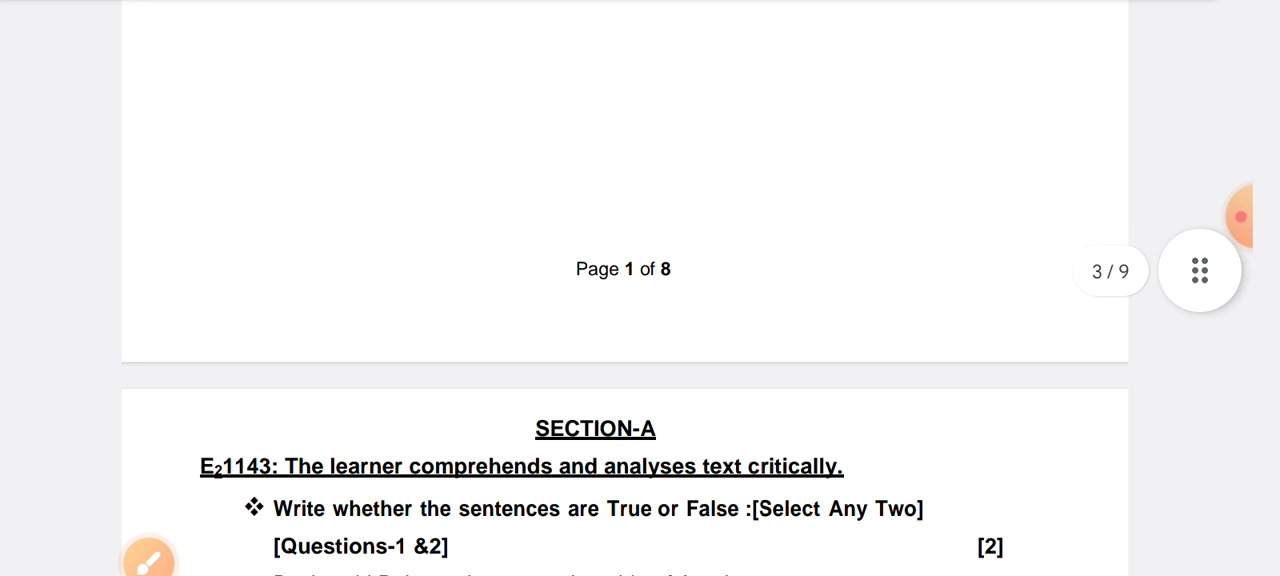 Page 1 of 8
3 / 9
SECTION-A
E₂1143: The learner comprehends and analyses text critically.
❖ Write whether the sentences are True or False :[Select Any Two]
[Questions-1 &2] [2]